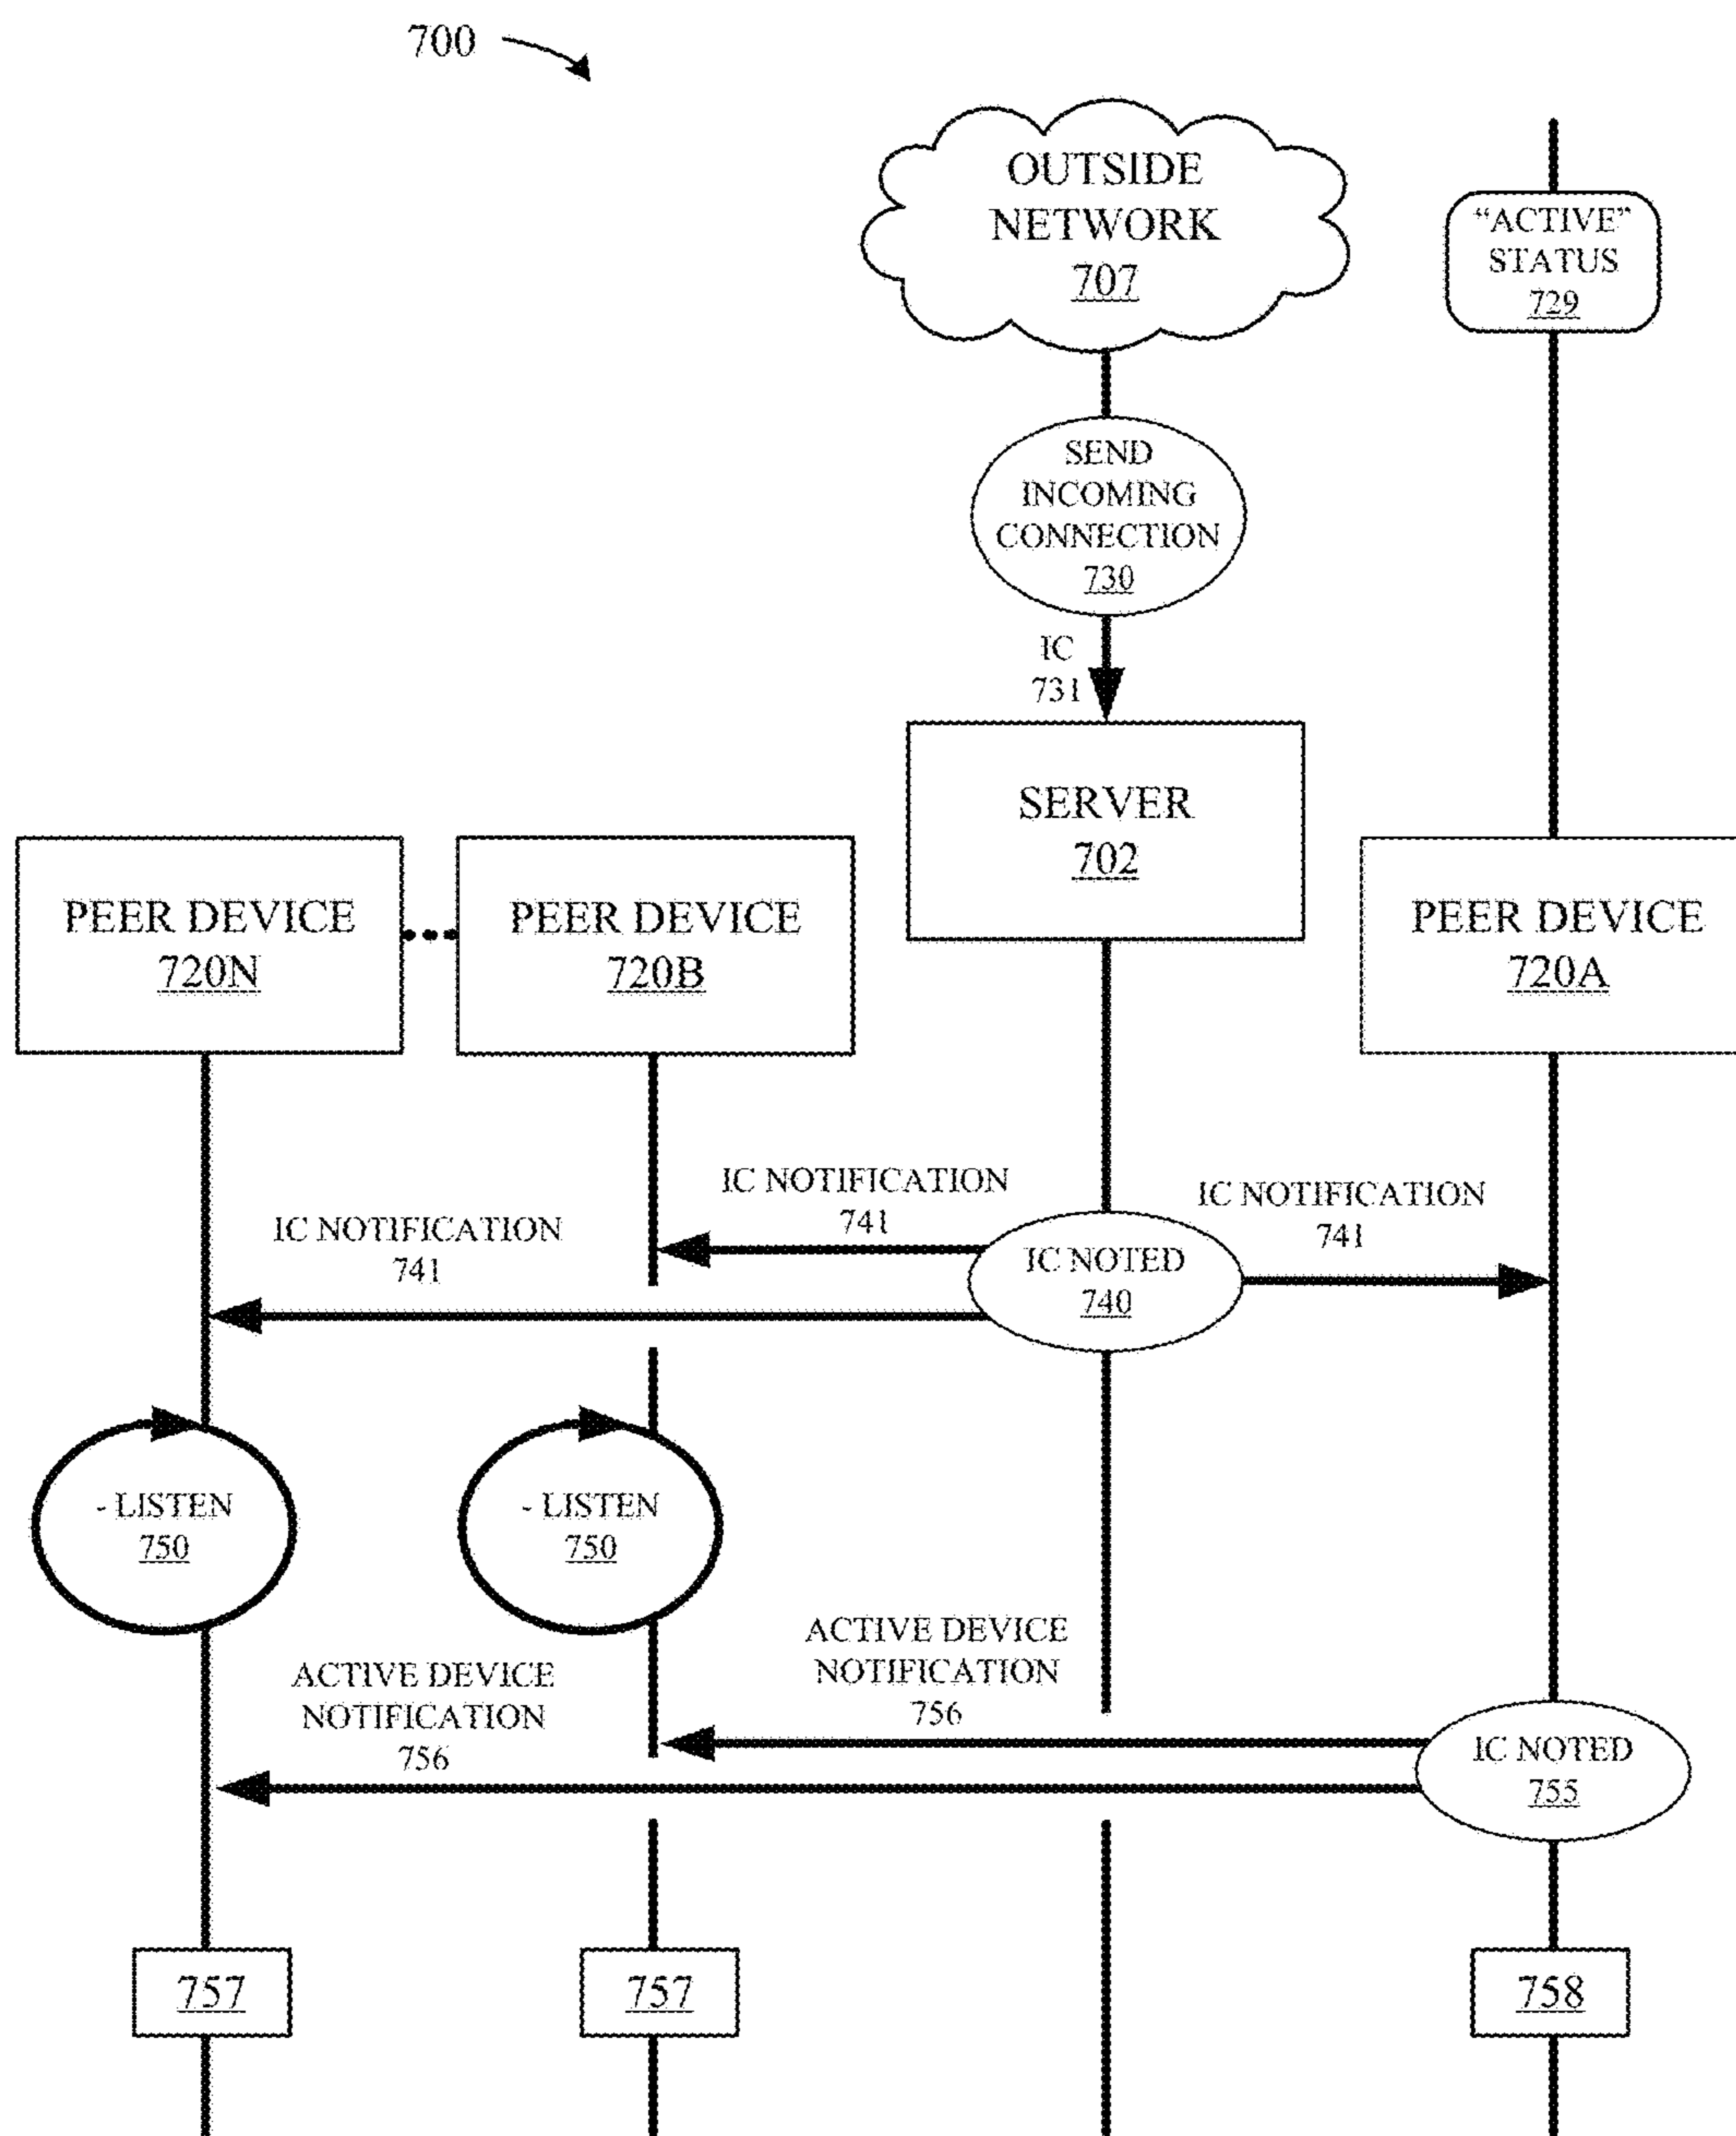 700
OUTSIDE
NETWORK
707
“ACTIVE”
STATUS
729
SEND
INCOMING
CONNECTION
730
IC
731
SERVER
702
PEER DEVICE
720N
PEER DEVICE
720B
PEER DEVICE
720A
IC NOTIFICATION
741
IC NOTIFICATION
741
IC NOTIFICATION
741
IC NOTED
740
- LISTEN
750
- LISTEN
750
ACTIVE DEVICE
NOTIFICATION
756
ACTIVE DEVICE
NOTIFICATION
756
IC NOTED
755
757
757
758